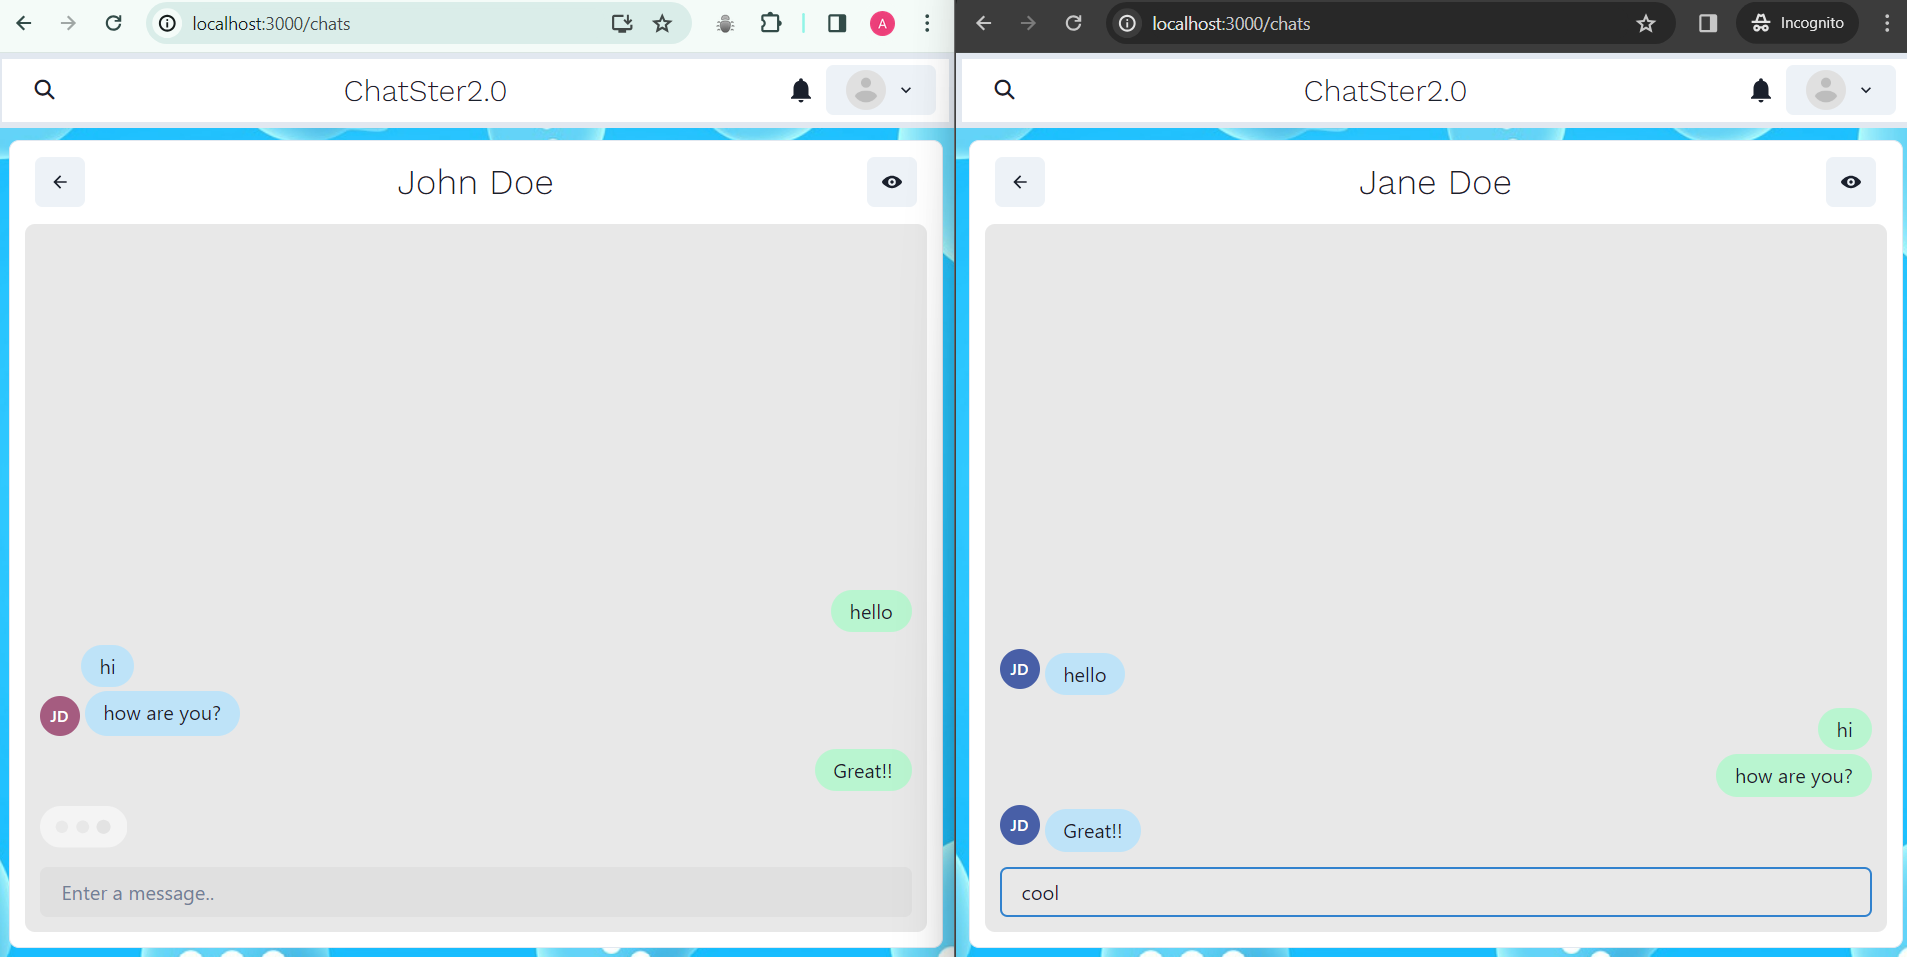 localhost:3000/chats
A
ChatSter2.0
John Doe
hello
hi
JD
how are you?
Great!!
Enter a message..
localhost:3000/chats
Incognito
ChatSter2.0
Jane Doe
JD
hello
hi
how are you?
JD
Great!!
cool